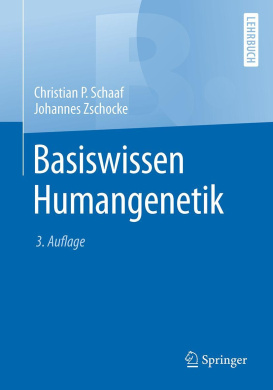 LEHRBUCH
Christian P. Schaaf
Johannes Zschocke
Basiswissen
Humangenetik
3. Auflage
Springer